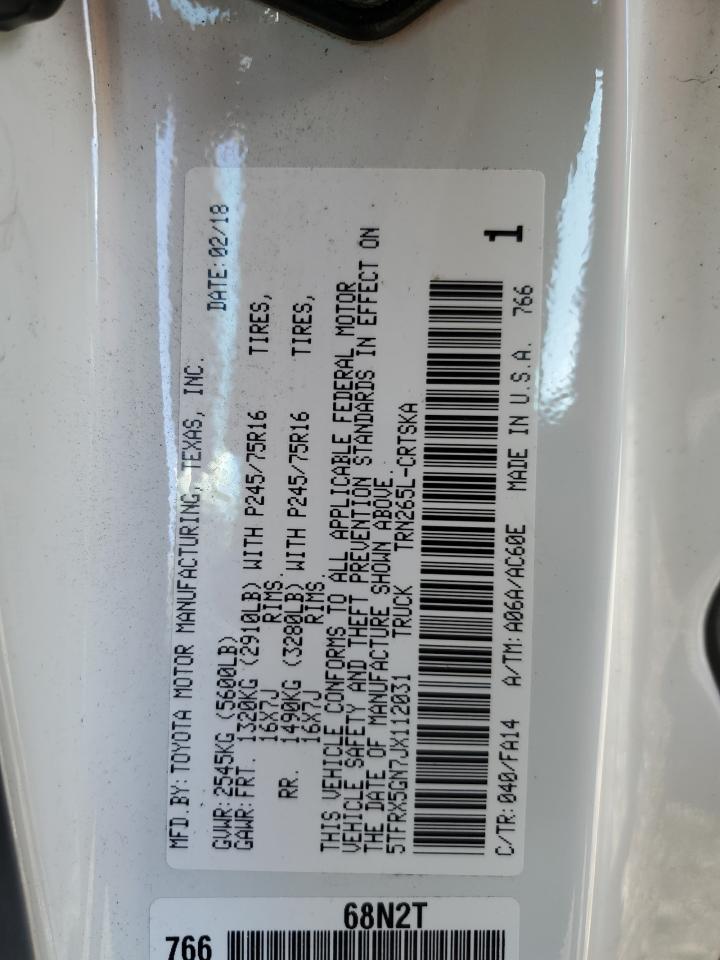 MFD.BY:TOYOTA MOTOR MANUFACTURING, TEXAS, INC. DATE:02/18
GVWR:2545KG (5600LB)
GAWR:FRT. 1320KG (2910LB) WITH P245/75R16 TIRES,
16X7J RIMS.
RR. 1490KG (3280LB) WITH P245/75R16 TIRES,
16X7J RIMS.
THIS VEHICLE CONFORMS TO ALL APPLICABLE FEDERAL MOTOR
VEHICLE SAFETY AND THEFT PREVENTION STANDARDS IN EFFECT ON
THE DATE OF MANUFACTURE SHOWN ABOVE.
5TFRX5GN7JX112031 TRUCK TRN265L-CRTSKA
1
C/TR:040/FA14 A/TM:A06A/AC60E MADE IN U.S.A. 766
68N2T
766